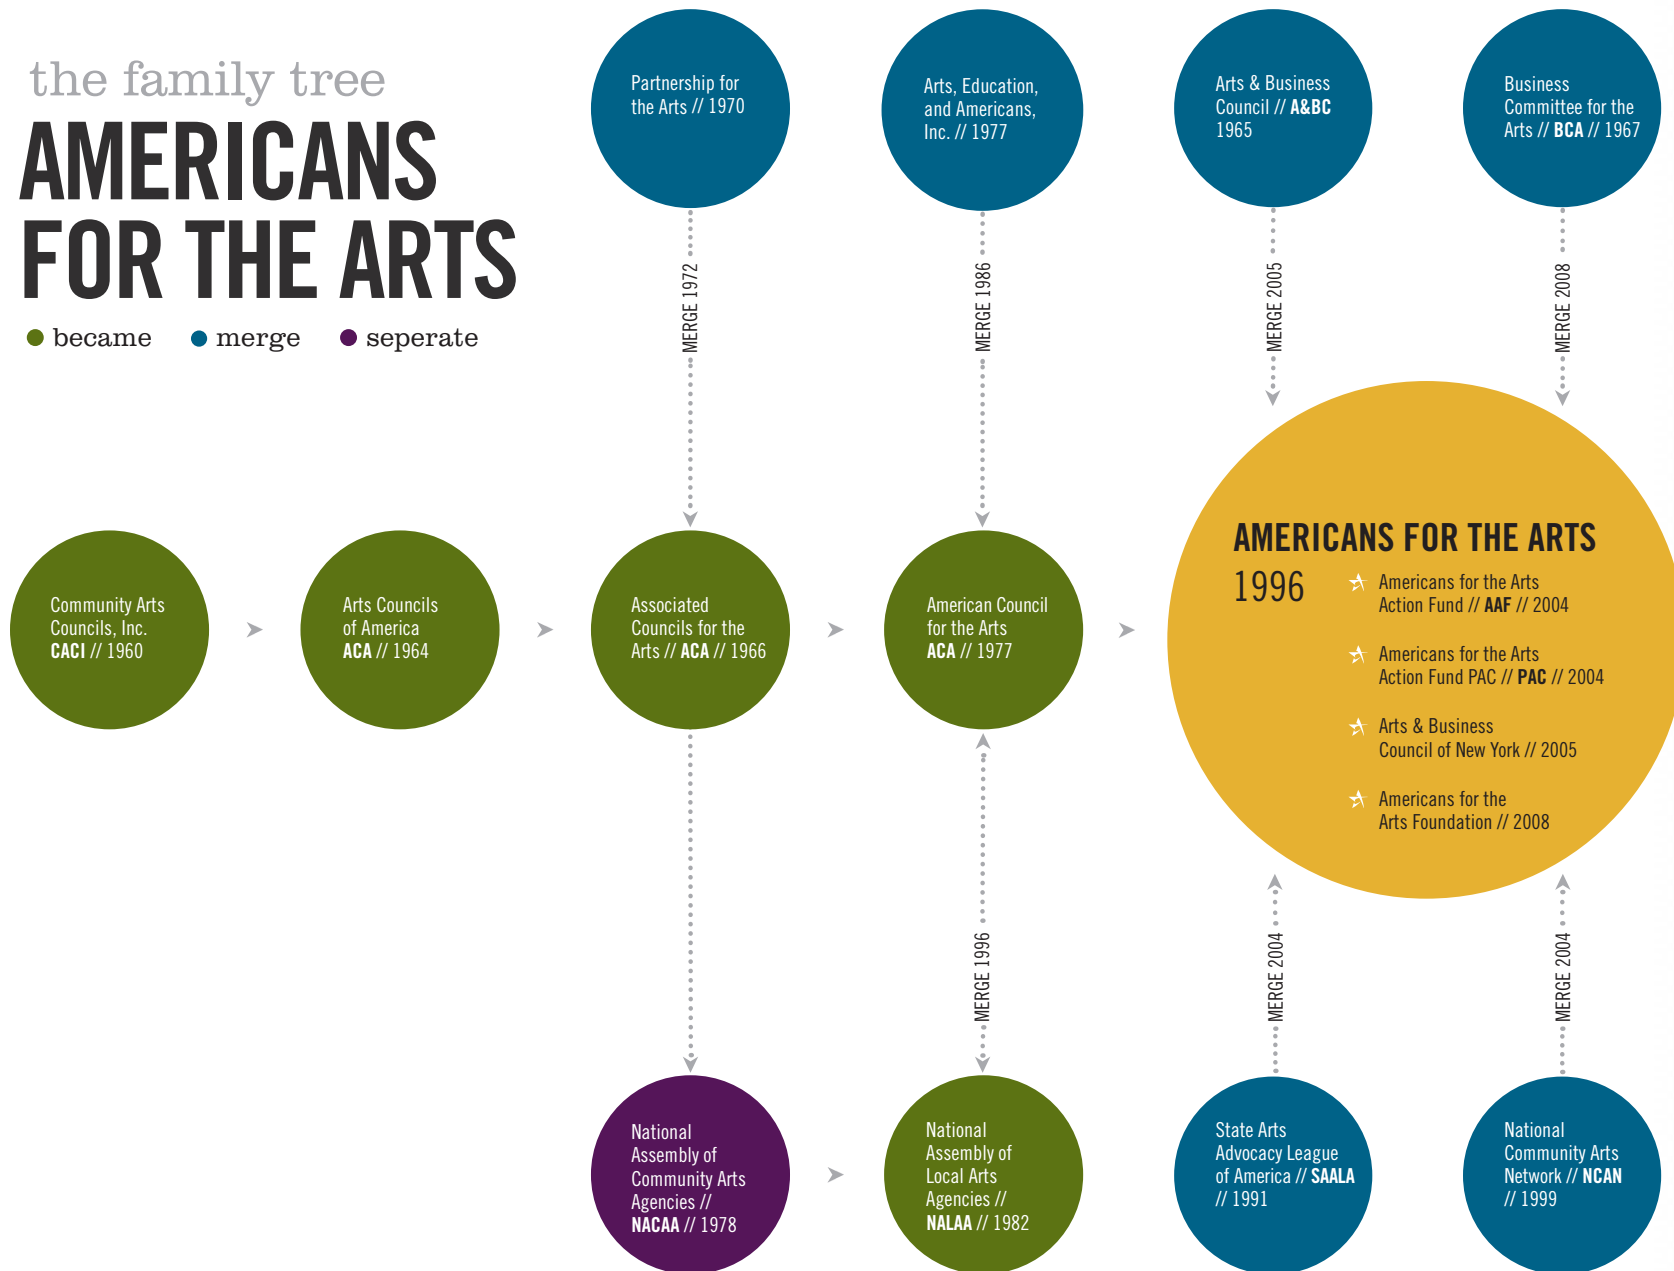 the family tree
AMERICANS
FOR THE ARTS
became
merge
seperate
Partnership for
the Arts // 1970
Arts, Education,
and Americans,
Inc. // 1977
Arts & Business
Council // A&BC
1965
Business
Committee for the
Arts // BCA // 1967
MERGE 1972
MERGE 1986
MERGE 2005
MERGE 2008
Community Arts
Councils, Inc.
CACI // 1960
Arts Councils
of America
ACA // 1964
Associated
Councils for the
Arts // ACA // 1966
American Council
for the Arts
ACA // 1977
AMERICANS FOR THE ARTS
1996
Americans for the Arts
Action Fund // AAF // 2004
Americans for the Arts
Action Fund PAC // PAC // 2004
Arts & Business
Council of New York // 2005
Americans for the
Arts Foundation // 2008
MERGE 1996
MERGE 2004
MERGE 2004
National
Assembly of
Community Arts
Agencies //
NACAA // 1978
National
Assembly of
Local Arts
Agencies //
NALAA // 1982
State Arts
Advocacy League
of America // SAALA
// 1991
National
Community Arts
Network // NCAN
// 1999